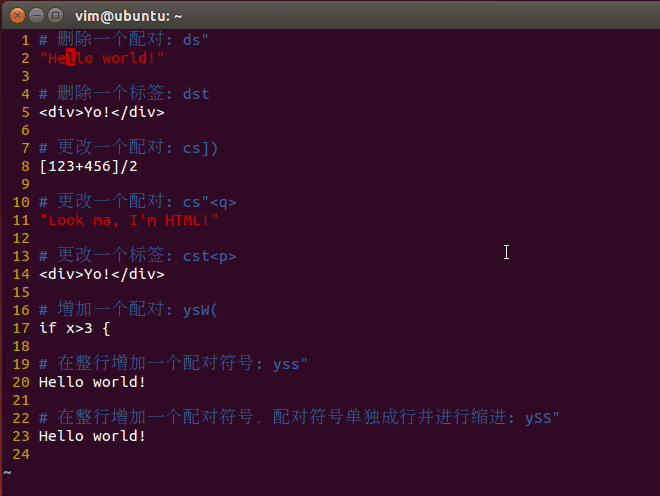 vim@ubuntu: ~
1 # 删除一个配对: ds"
2 "Hello world!"
3
4 # 删除一个标签: dst
5 <div>Yo!</div>
6
7 # 更改一个配对: cs])
8 [123+456]/2
9
10 # 更改一个配对: cs"<q>
11 "Look ma, I'm HTML!"
12
13 # 更改一个标签: cst<p>
14 <div>Yo!</div>
15
16 # 增加一个配对: ysW(
17 if x>3 {
18
19 # 在整行增加一个配对符号: yss"
20 Hello world!
21
22 # 在整行增加一个配对符号．配对符号单独成行并进行缩进: ySS"
23 Hello world!
24
~